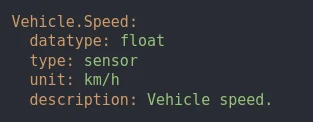 Vehicle.Speed:
  datatype: float
  type: sensor
  unit: km/h
  description: Vehicle speed.